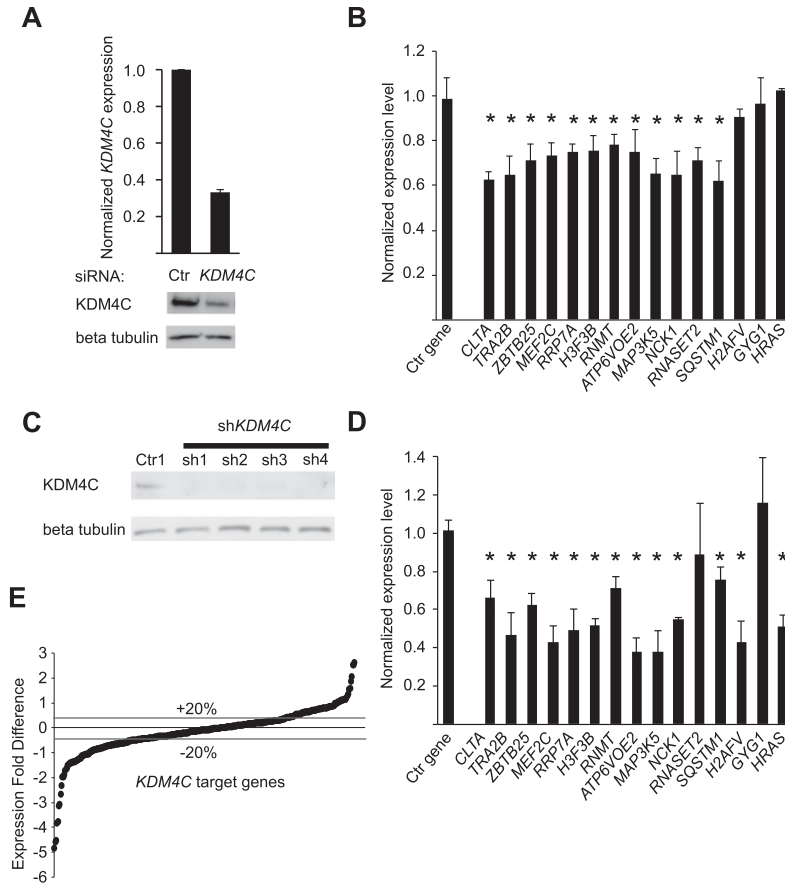 A
Normalized KDM4C expression
1.0
0.8
0.6
0.4
0.2
siRNA: Ctr KDM4C
KDM4C
beta tubulin
B
Normalized expression level
1.2
1.0
0.8
0.6
0.4
0.2
* * * * * * * * * * * *
Ctr gene
CLTA
TRA2B
ZBTB25
MEF2C
RRP7A
H3F3B
RNMT
ATP6VOE2
MAP3K5
NCK1
RNASET2
SQSTM1
H2AFV
GYG1
HRAS
C
shKDM4C
Ctr1 sh1 sh2 sh3 sh4
KDM4C
beta tubulin
D
Normalized expression level
1.4
1.2
1.0
0.8
0.6
0.4
0.2
* * * * * * * * * * * * *
Ctr gene
CLTA
TRA2B
ZBTB25
MEF2C
RRP7A
H3F3B
RNMT
ATP6VOE2
MAP3K5
NCK1
RNASET2
SQSTM1
H2AFV
GYG1
HRAS
E
Expression Fold Difference
3
2
1
0
-1
-2
-3
-4
-5
-6
+20%
-20%
KDM4C target genes